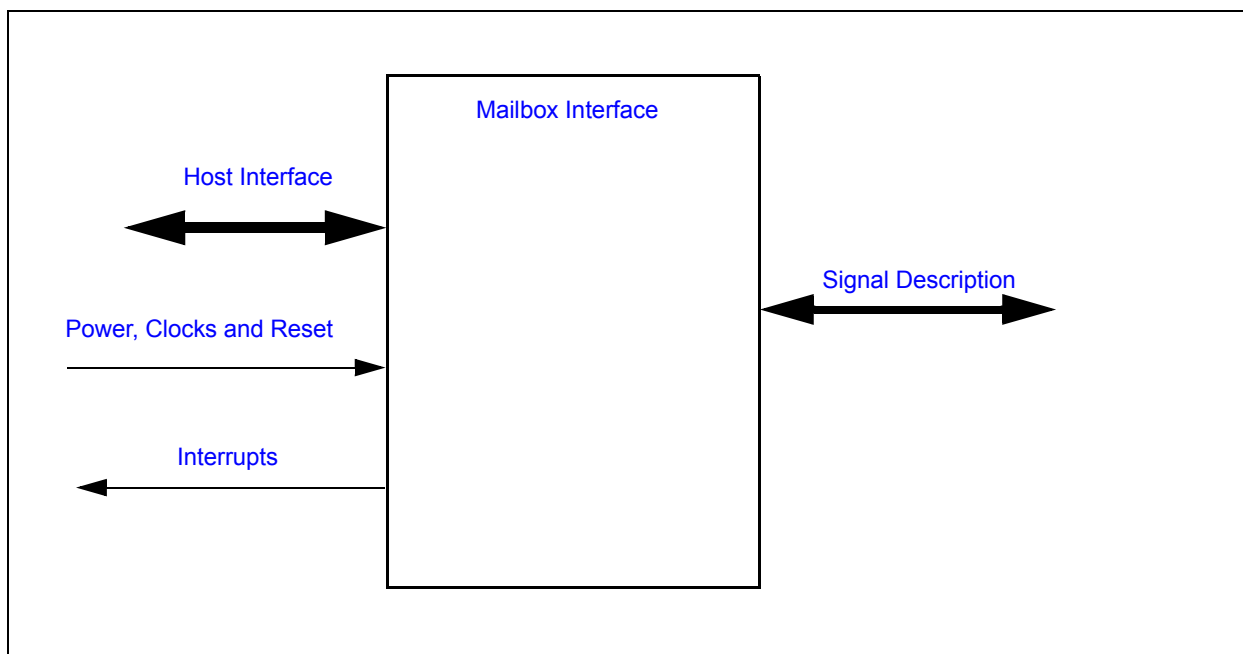 Mailbox Interface
Host Interface
Signal Description
Power, Clocks and Reset
Interrupts